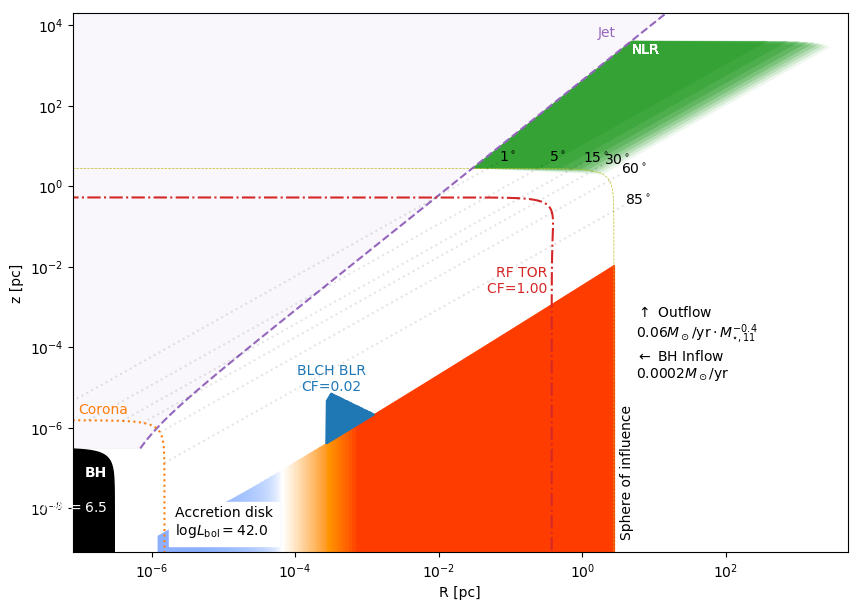 10⁴
10²
10⁰
10⁻²
10⁻⁴
10⁻⁶
10⁻⁸
z [pc]
Jet
NLR
1°
5°
15°
30°
60°
85°
RF TOR
CF=1.00
↑ Outflow
0.06M⊙/yr · M⋆,₁₁⁻⁰·⁴
← BH Inflow
0.0002M⊙/yr
BLCH BLR
CF=0.02
Corona
BH
= 6.5
Accretion disk
logL_bol = 42.0
Sphere of influence
10⁻⁶
10⁻⁴
10⁻²
10⁰
10²
R [pc]